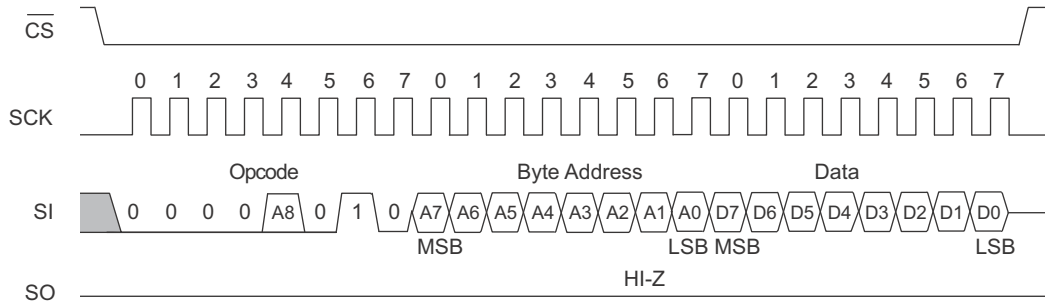 CS
0 1 2 3 4 5 6 7 0 1 2 3 4 5 6 7 0 1 2 3 4 5 6 7
SCK
Opcode Byte Address Data
SI 0 0 0 0 A8 0 1 0 A7 A6 A5 A4 A3 A2 A1 A0 D7 D6 D5 D4 D3 D2 D1 D0
MSB LSB MSB LSB
HI-Z
SO